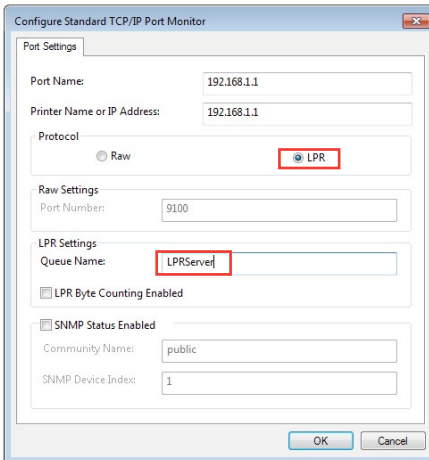 Configure Standard TCP/IP Port Monitor
Port Settings
Port Name: 192.168.1.1
Printer Name or IP Address: 192.168.1.1
Protocol
Raw LPR
Raw Settings
Port Number: 9100
LPR Settings
Queue Name: LPRServer
LPR Byte Counting Enabled
SNMP Status Enabled
Community Name: public
SNMP Device Index: 1
OK Cancel